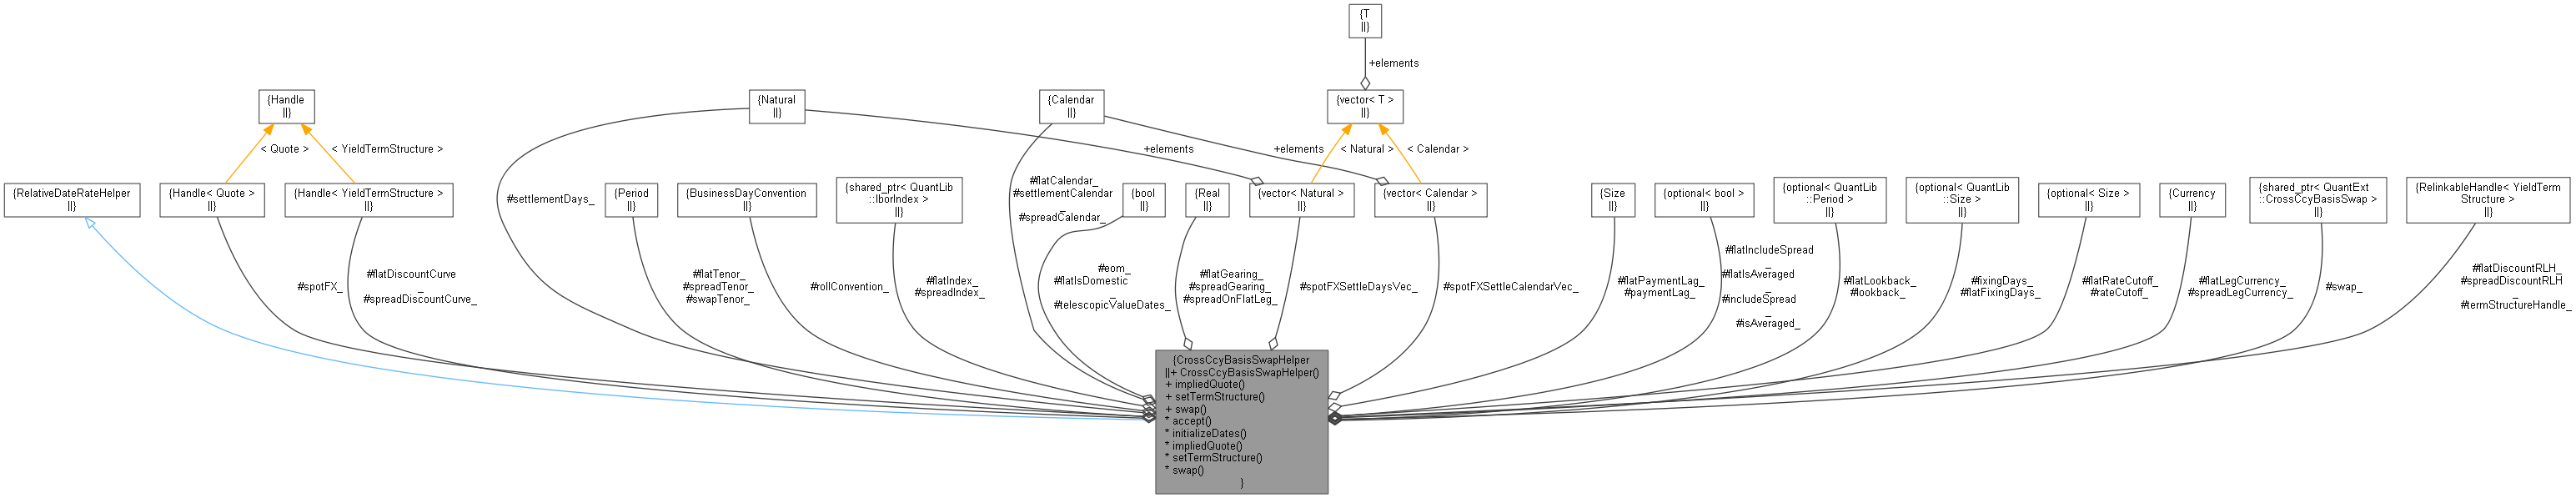 {T
||}
+elements
{Handle
||}
{Natural
||}
{Calendar
||}
{vector< T >
||}
< Quote >
< YieldTermStructure >
+elements
+elements
< Natural >
< Calendar >
{RelativeDateRateHelper
||}
{Handle< Quote >
||}
{Handle< YieldTermStructure >
||}
#settlementDays_
{Period
||}
{BusinessDayConvention
||}
{shared_ptr< QuantLib
::IborIndex >
||}
#flatCalendar_
#settlementCalendar
_
#spreadCalendar_
{bool
||}
{Real
||}
{vector< Natural >
||}
{vector< Calendar >
||}
{Size
||}
{optional< bool >
||}
{optional< QuantLib
::Period >
||}
{optional< QuantLib
::Size >
||}
{optional< Size >
||}
{Currency
||}
{shared_ptr< QuantExt
::CrossCcyBasisSwap >
||}
{RelinkableHandle< YieldTerm
Structure >
||}
#spotFX_
#flatDiscountCurve
_
#spreadDiscountCurve_
#flatTenor_
#spreadTenor_
#swapTenor_
#rollConvention_
#flatIndex_
#spreadIndex_
#eom_
#flatIsDomestic
_
#telescopicValueDates_
#flatGearing_
#spreadGearing_
#spreadOnFlatLeg_
#spotFXSettleDaysVec_
#spotFXSettleCalendarVec_
#flatPaymentLag_
#paymentLag_
#flatIncludeSpread
_
#flatIsAveraged
_
#includeSpread
_
#isAveraged_
#flatLookback_
#lookback_
#fixingDays_
#flatFixingDays_
#flatRateCutoff_
#rateCutoff_
#flatLegCurrency_
#spreadLegCurrency_
#swap_
#flatDiscountRLH_
#spreadDiscountRLH
_
#termStructureHandle_
{CrossCcyBasisSwapHelper
||+ CrossCcyBasisSwapHelper()
+ impliedQuote()
+ setTermStructure()
+ swap()
* accept()
* initializeDates()
* impliedQuote()
* setTermStructure()
* swap()
}